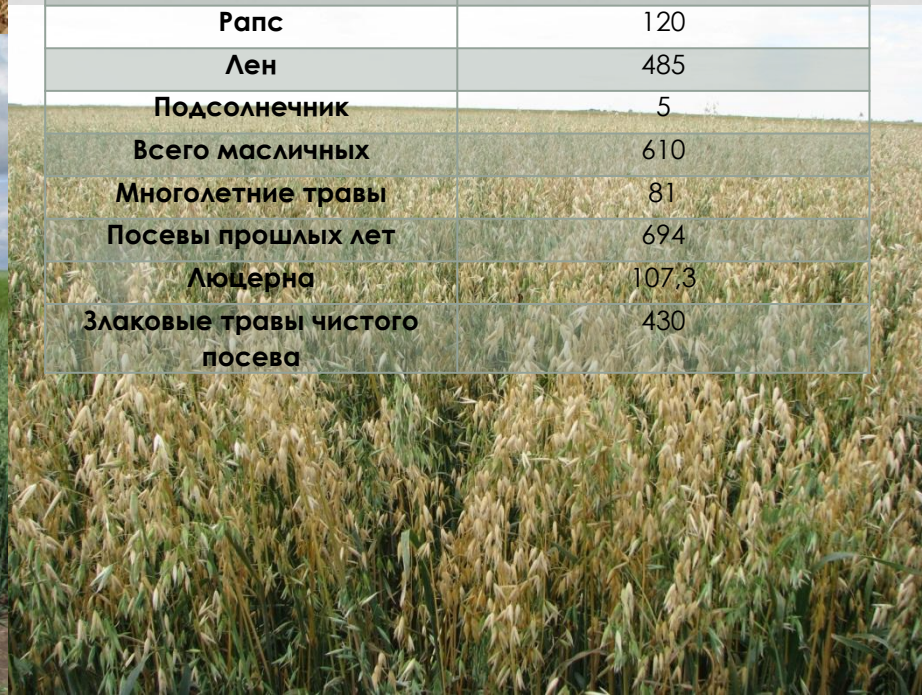 Рапс 120
Лен 485
Подсолнечник 5
Всего масличных 610
Многолетние травы 81
Посевы прошлых лет 694
Люцерна 107,3
Злаковые травы чистого 430
посева